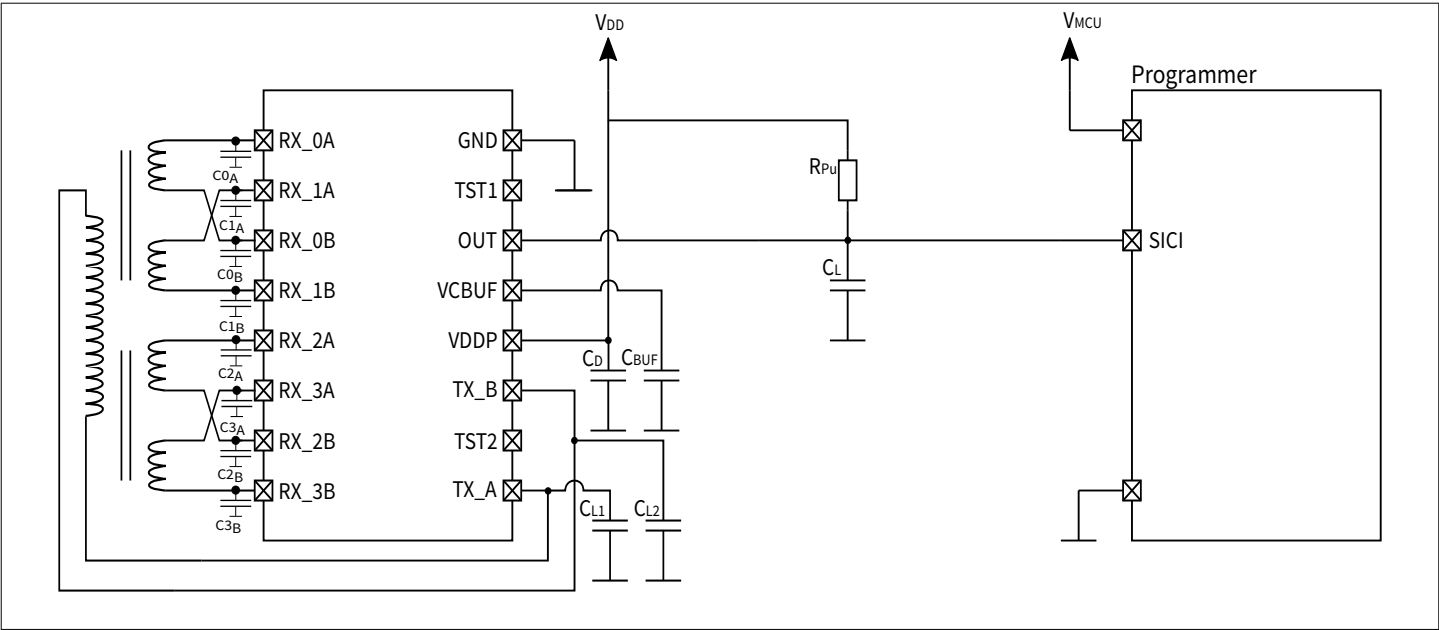 VDD
VMCU
Programmer
RX_0A
GND
C0A
RPu
RX_1A
TST1
C1A
RX_0B
OUT
SICI
C0B
CL
RX_1B
VCBUF
C1B
RX_2A
VDDP
CD
CBUF
C2A
RX_3A
TX_B
C3A
RX_2B
TST2
C2B
RX_3B
TX_A
CL1
CL2
C3B